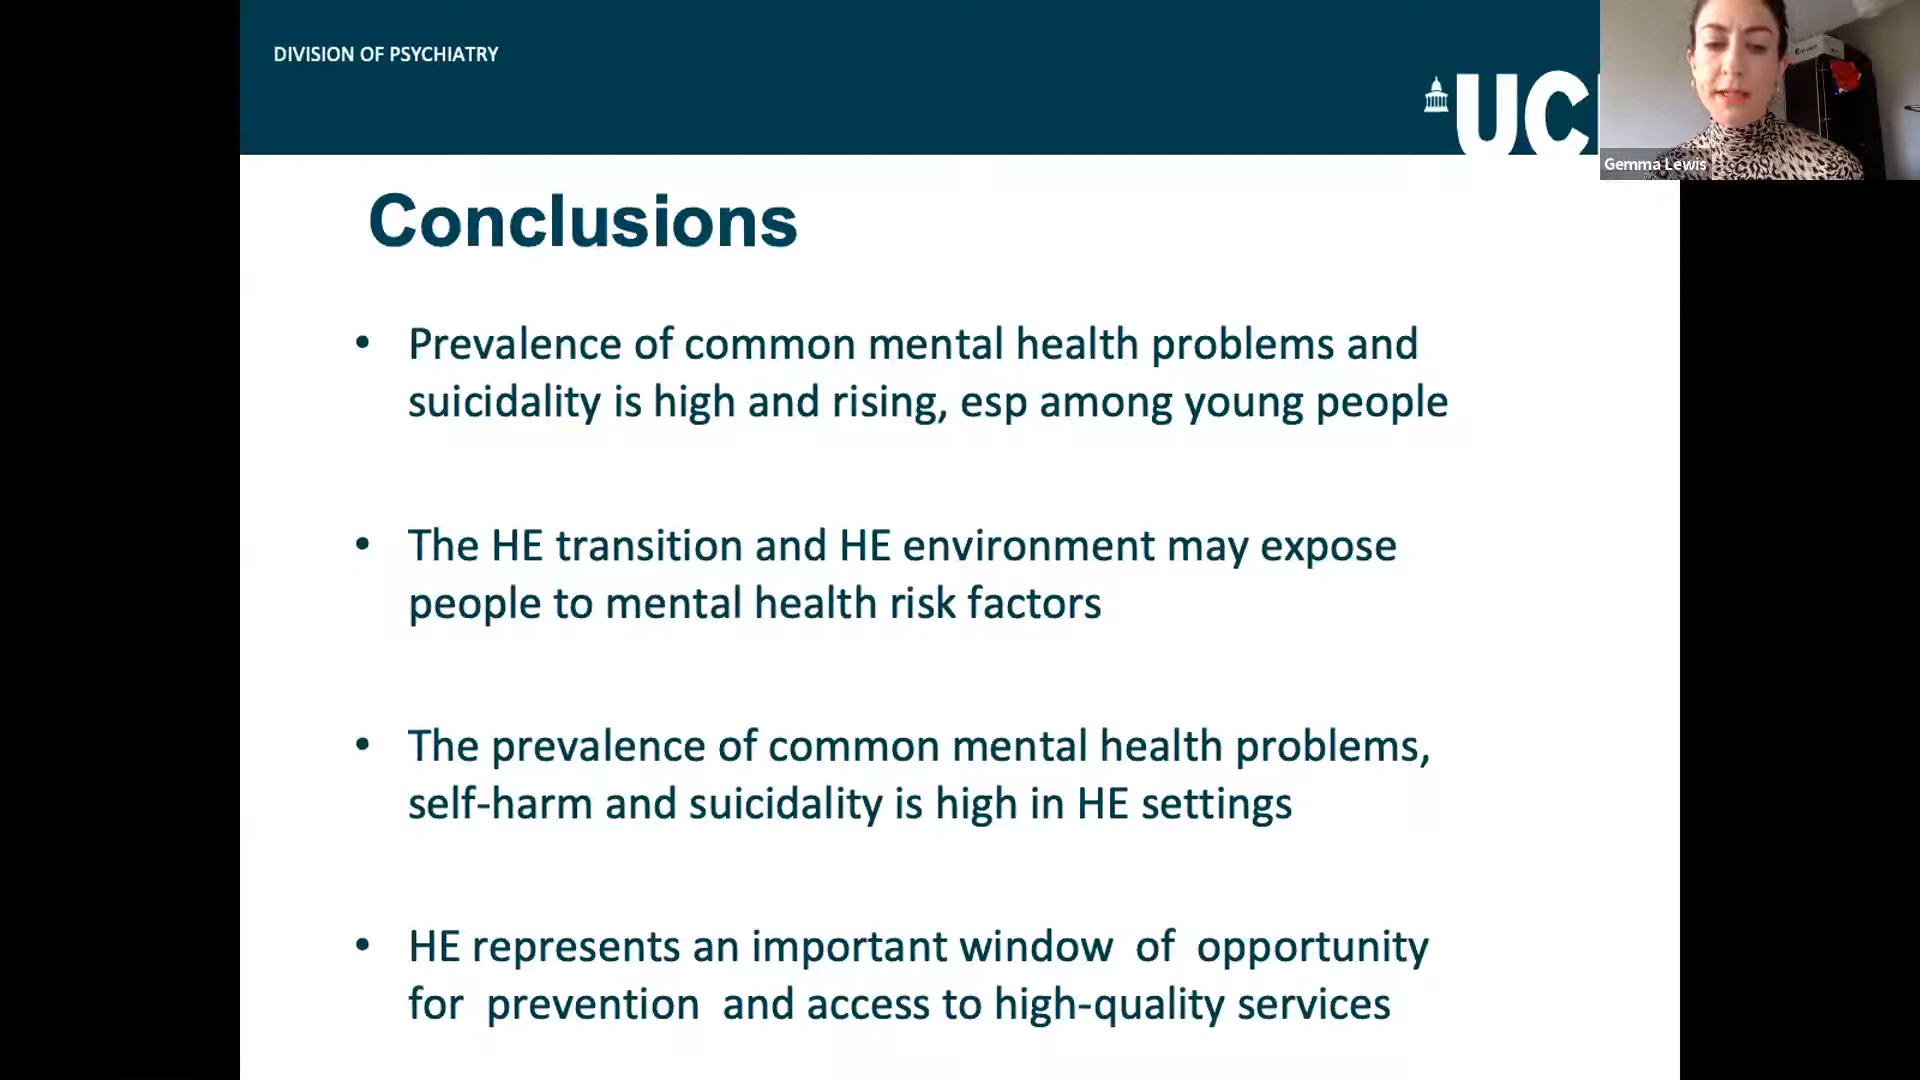 DIVISION OF PSYCHIATRY
UC
Gemma Lewis
Conclusions
• Prevalence of common mental health problems and
suicidality is high and rising, esp among young people
• The HE transition and HE environment may expose
people to mental health risk factors
• The prevalence of common mental health problems,
self-harm and suicidality is high in HE settings
• HE represents an important window of opportunity
for prevention and access to high-quality services